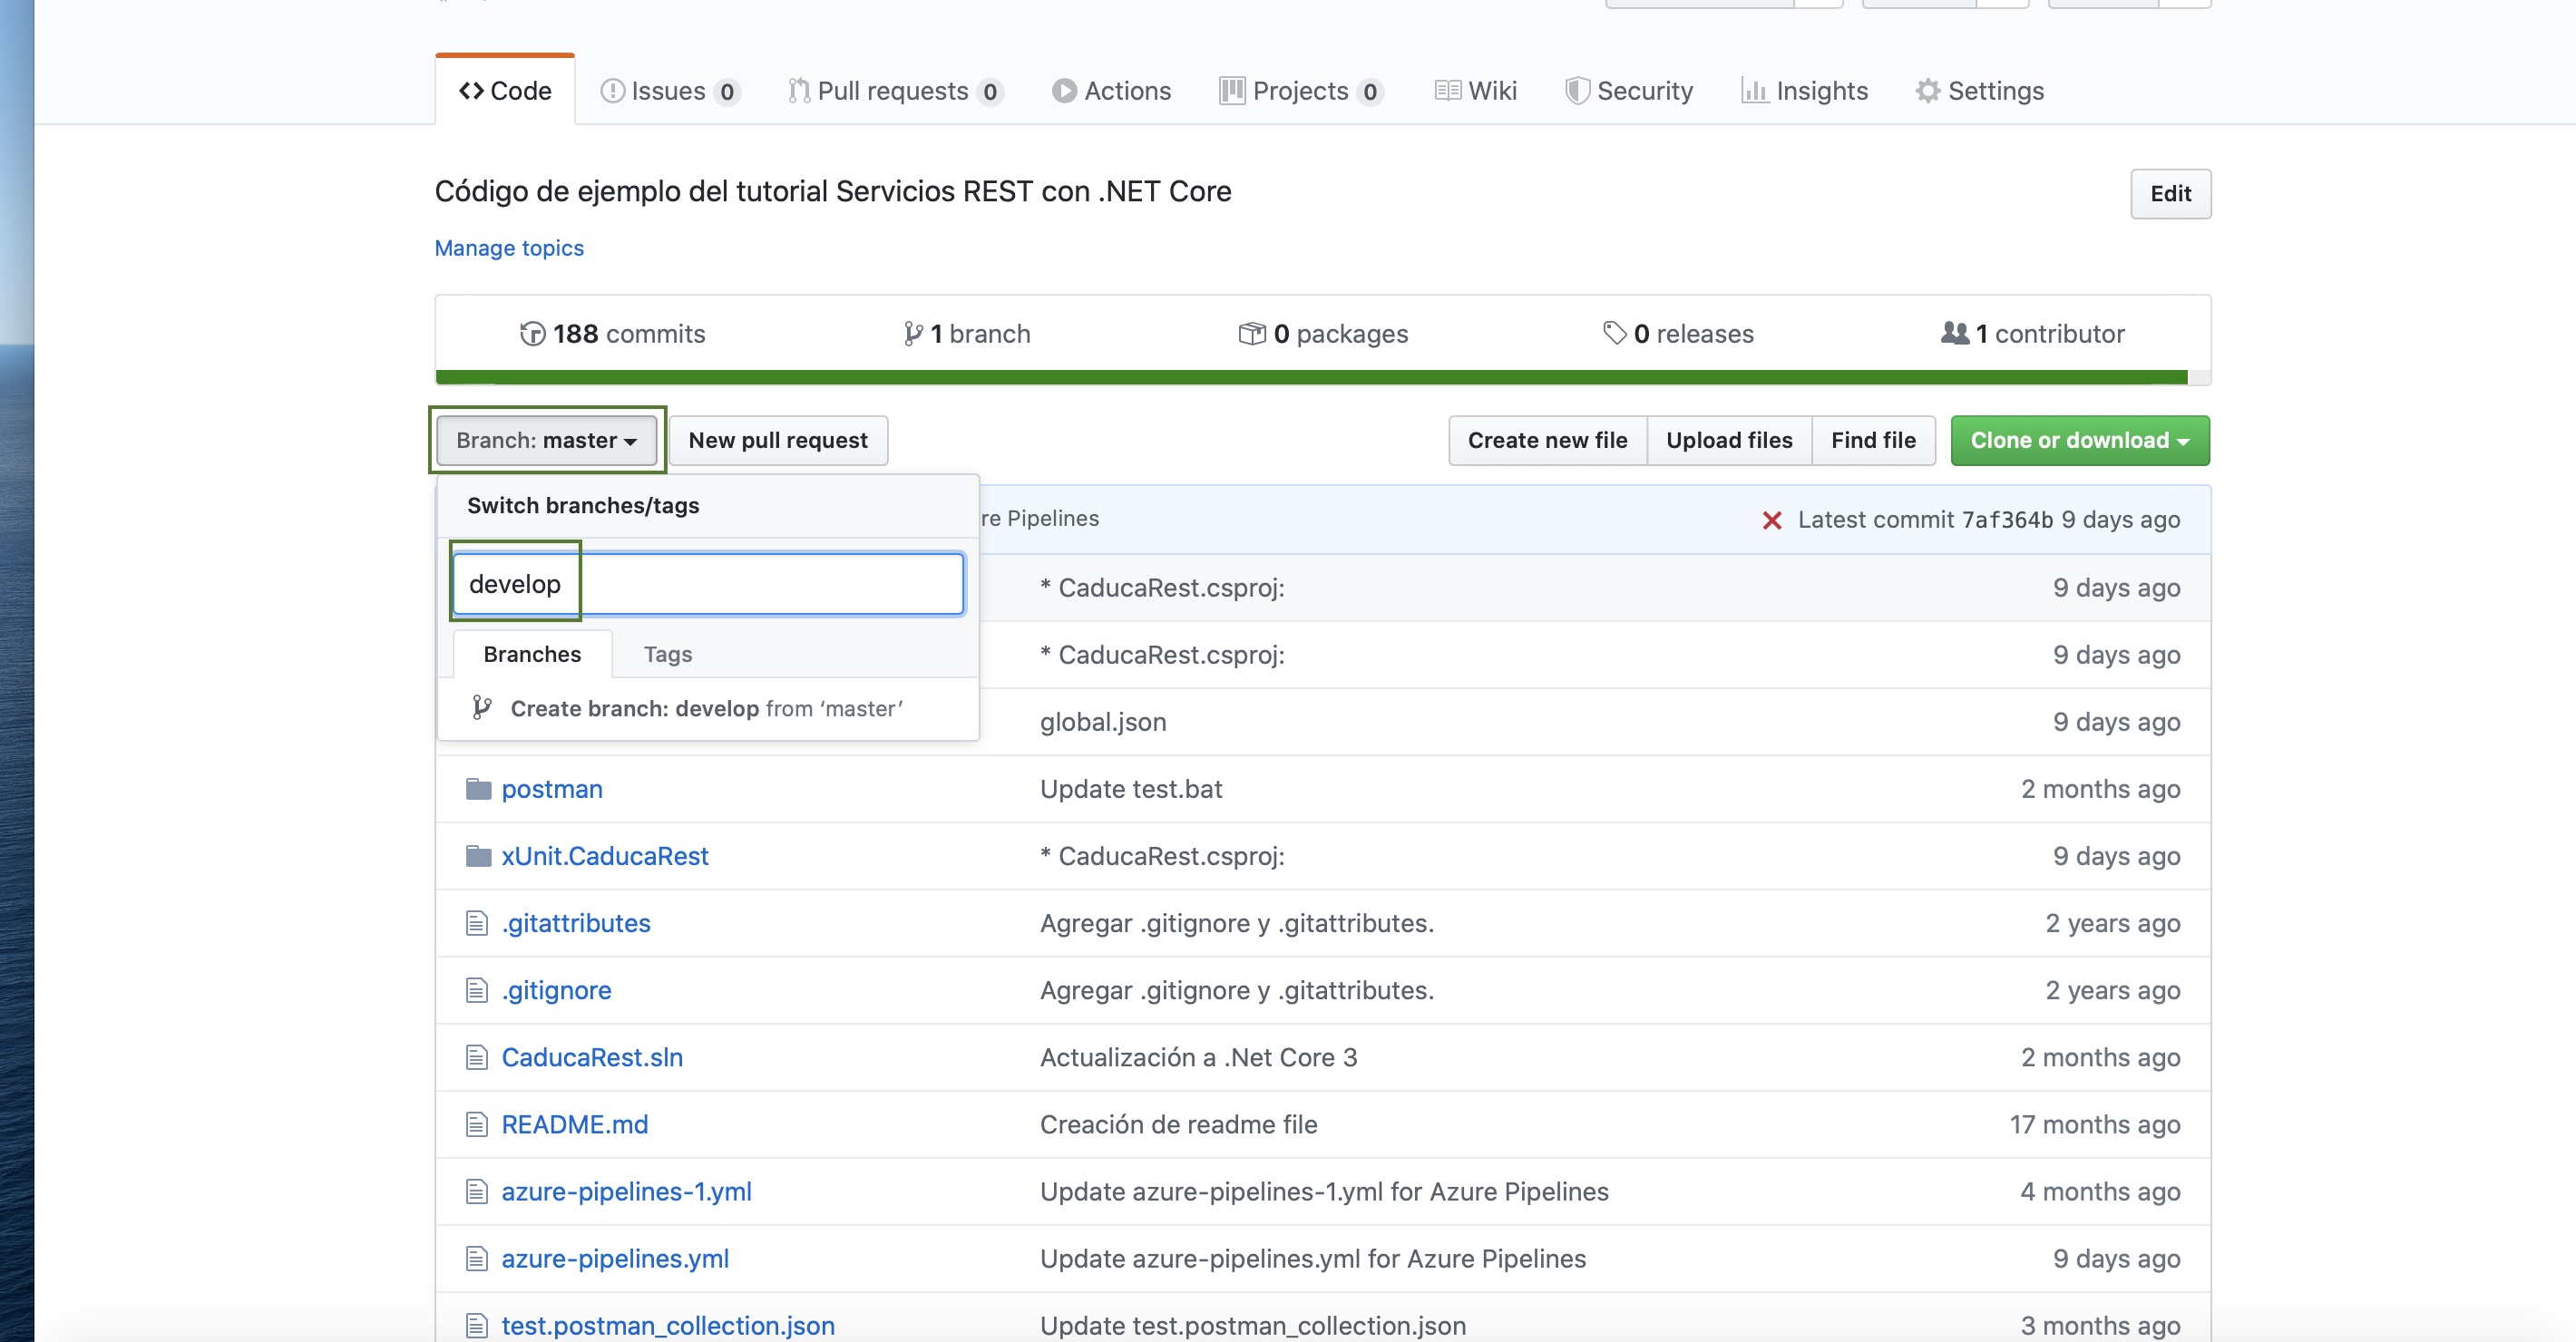 Code Issues 0 Pull requests 0 Actions Projects 0 Wiki Security Insights Settings
Código de ejemplo del tutorial Servicios REST con .NET Core
Edit
Manage topics
188 commits 1 branch 0 packages 0 releases 1 contributor
Branch: master New pull request Create new file Upload files Find file Clone or download
Switch branches/tags
re Pipelines Latest commit 7af364b 9 days ago
develop
* CaducaRest.csproj: 9 days ago
Branches Tags
* CaducaRest.csproj: 9 days ago
Create branch: develop from ‘master’
global.json 9 days ago
postman Update test.bat 2 months ago
xUnit.CaducaRest * CaducaRest.csproj: 9 days ago
.gitattributes Agregar .gitignore y .gitattributes. 2 years ago
.gitignore Agregar .gitignore y .gitattributes. 2 years ago
CaducaRest.sln Actualización a .Net Core 3 2 months ago
README.md Creación de readme file 17 months ago
azure-pipelines-1.yml Update azure-pipelines-1.yml for Azure Pipelines 4 months ago
azure-pipelines.yml Update azure-pipelines.yml for Azure Pipelines 9 days ago
test.postman_collection.json Update test.postman_collection.json 3 months ago